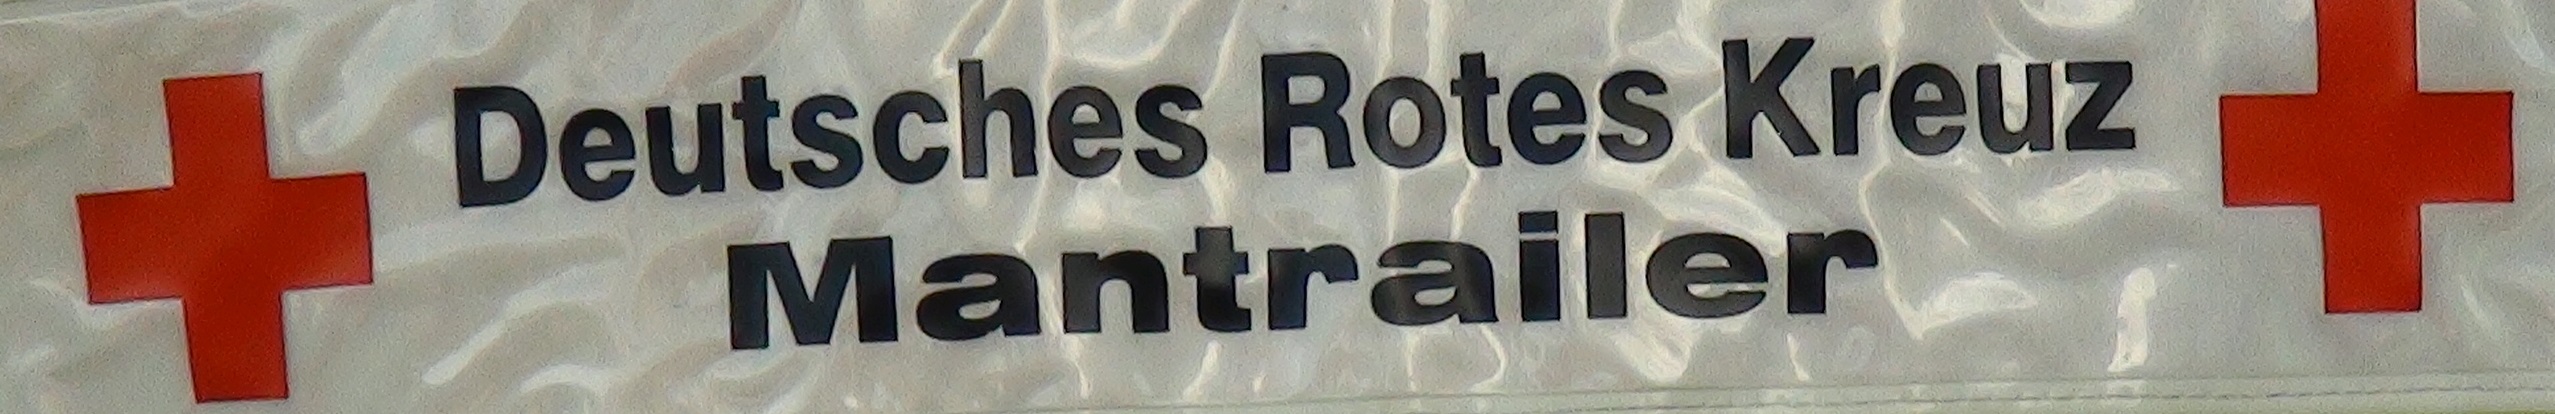 Deutsches Rotes Kreuz
Mantrailer